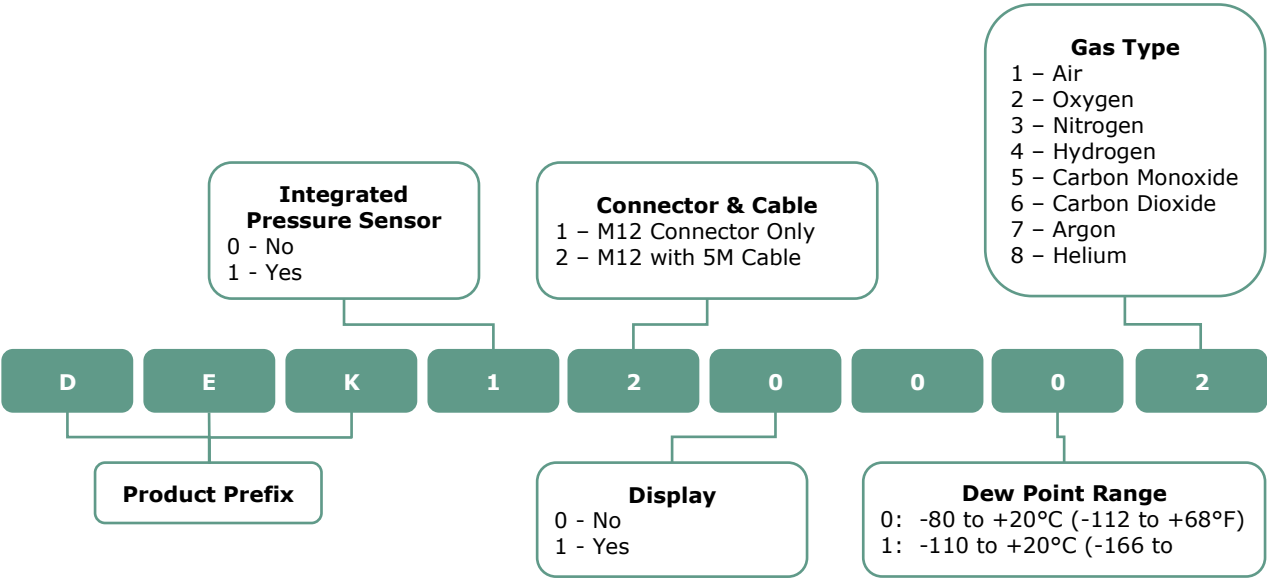 Gas Type
1 – Air
2 – Oxygen
3 – Nitrogen
4 – Hydrogen
5 – Carbon Monoxide
6 – Carbon Dioxide
7 – Argon
8 – Helium
Integrated
Pressure Sensor
0 - No
1 - Yes
Connector & Cable
1 – M12 Connector Only
2 – M12 with 5M Cable
D E K 1 2 0 0 0 2
Product Prefix
Display
0 - No
1 - Yes
Dew Point Range
0: -80 to +20°C (-112 to +68°F)
1: -110 to +20°C (-166 to